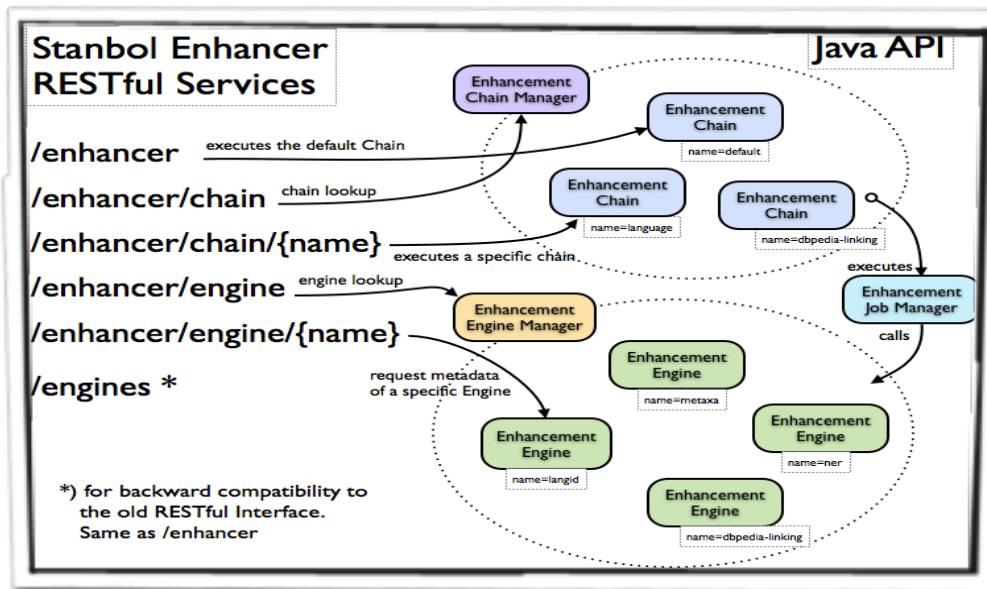 Stanbol Enhancer
RESTful Services
Java API
/enhancer
executes the default Chain
/enhancer/chain
chain lookup
/enhancer/chain/{name}
executes a specific chain
/enhancer/engine
engine lookup
/enhancer/engine/{name}
request metadata
of a specific Engine
/engines *
*) for backward compatibility to
the old RESTful Interface.
Same as /enhancer
Enhancement
Chain Manager
Enhancement
Chain
name=default
Enhancement
Chain
name=language
Enhancement
Chain
name=dbpedia-linking
executes
Enhancement
Job Manager
calls
Enhancement
Engine Manager
Enhancement
Engine
name=metaxa
Enhancement
Engine
name=ner
Enhancement
Engine
name=langid
Enhancement
Engine
name=dbpedia-linking